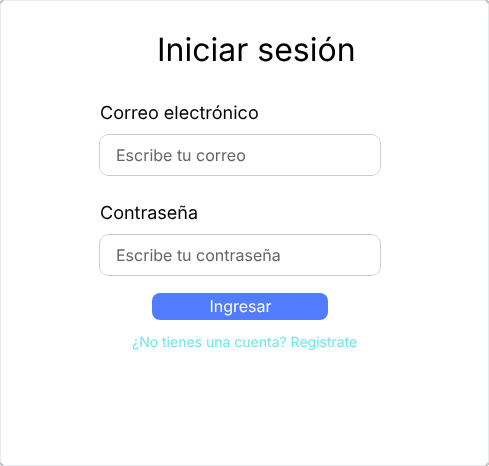 Iniciar sesión
Correo electrónico
Escribe tu correo
Contraseña
Escribe tu contraseña
Ingresar
¿No tienes una cuenta? Registrate